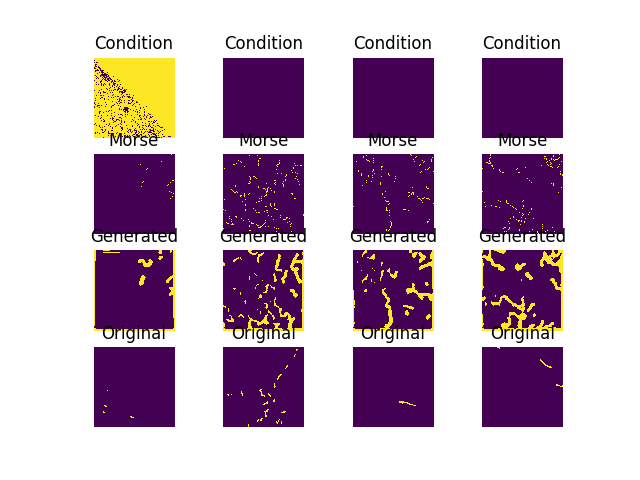 Condition Condition Condition Condition
Morse Morse Morse Morse
Generated Generated Generated Generated
Original Original Original Original